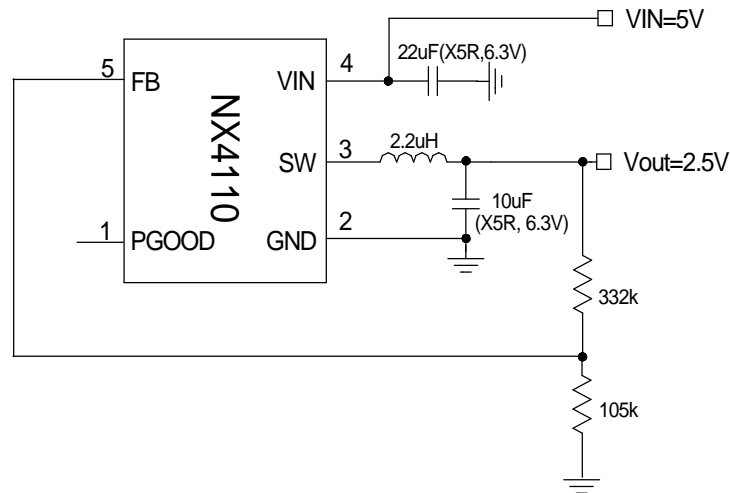 VIN=5V
22uF(X5R,6.3V)
5
FB
VIN
4
NX4110
SW
3
2.2uH
Vout=2.5V
10uF
(X5R, 6.3V)
1
PGOOD
GND
2
332k
105k